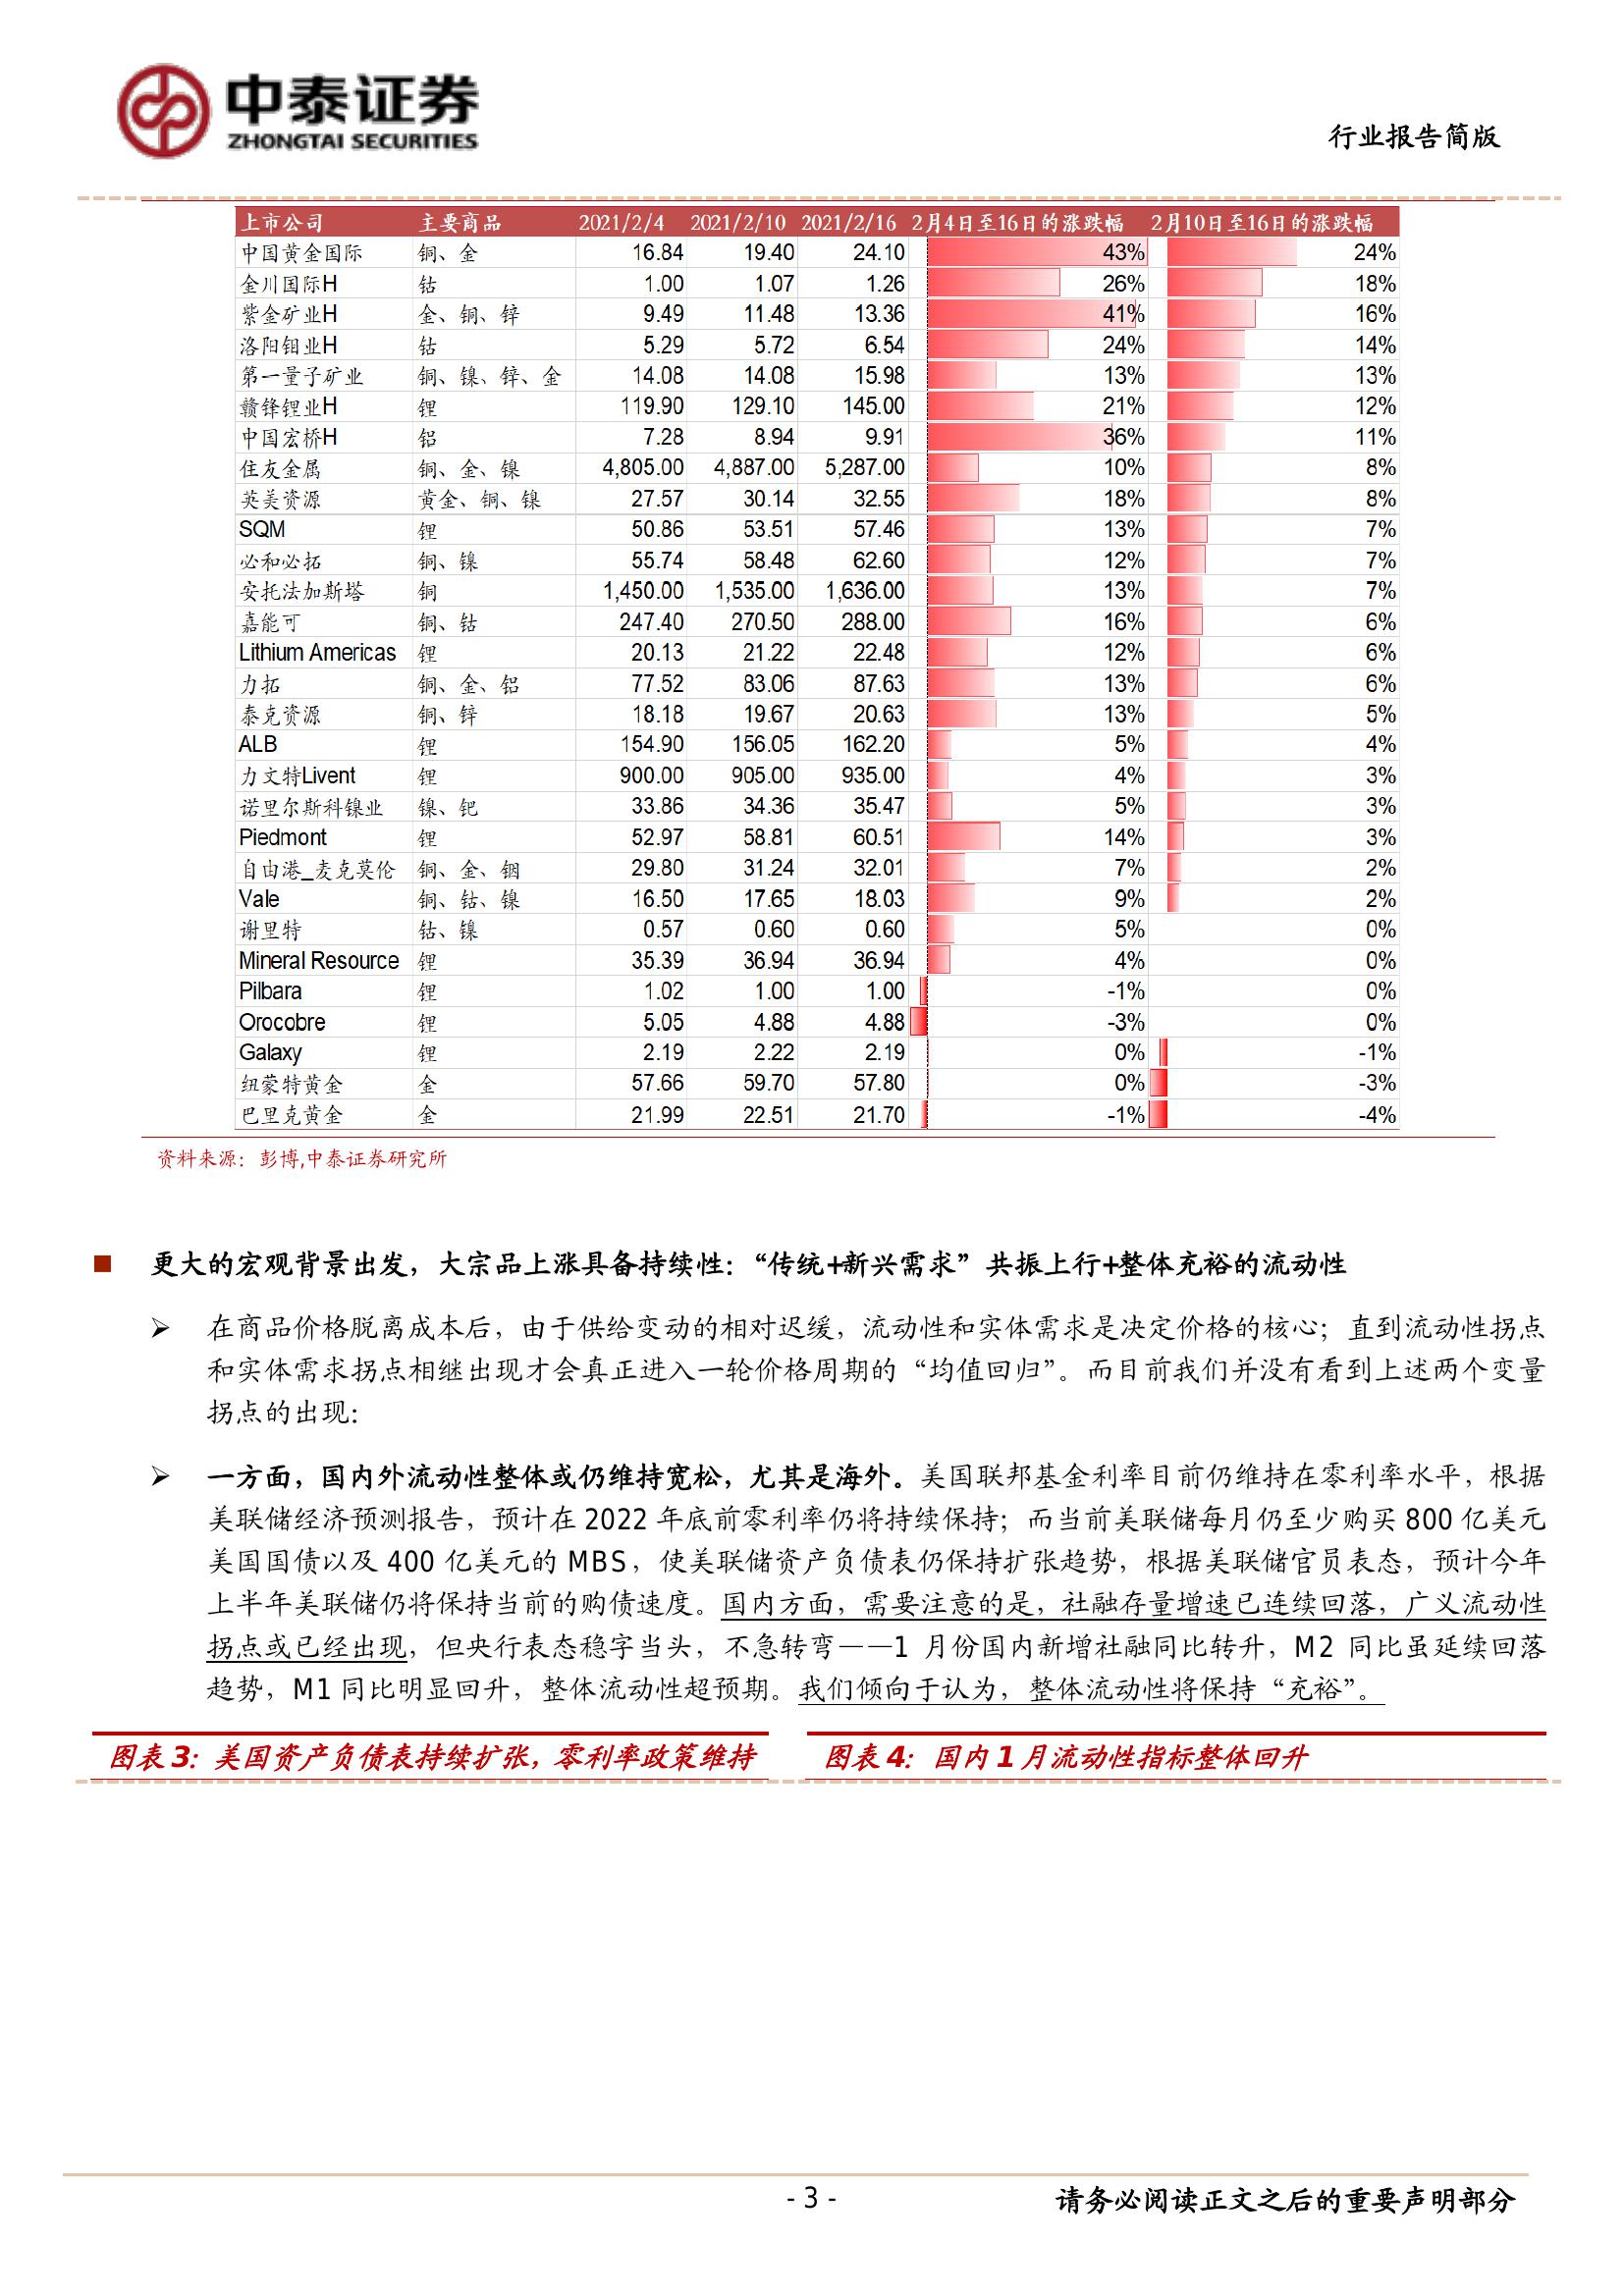 中泰证券
ZHONGTAI SECURITIES
行业报告简版
上市公司 主要商品 2021/2/4 2021/2/10 2021/2/16 2月4日至16日的涨跌幅 2月10日至16日的涨跌幅
中国黄金国际 铜、金 16.84 19.40 24.10 43% 24%
金川国际H 钴 1.00 1.07 1.26 26% 18%
紫金矿业H 金、铜、锌 9.49 11.48 13.36 41% 16%
洛阳钼业H 钴 5.29 5.72 6.54 24% 14%
第一量子矿业 铜、镍、锌、金 14.08 14.08 15.98 13% 13%
赣锋锂业H 锂 119.90 129.10 145.00 21% 12%
中国宏桥H 铝 7.28 8.94 9.91 36% 11%
住友金属 铜、金、镍 4,805.00 4,887.00 5,287.00 10% 8%
英美资源 黄金、铜、镍 27.57 30.14 32.55 18% 8%
SQM 锂 50.86 53.51 57.46 13% 7%
必和必拓 铜、镍 55.74 58.48 62.60 12% 7%
安托法加斯塔 铜 1,450.00 1,535.00 1,636.00 13% 7%
嘉能可 铜、钴 247.40 270.50 288.00 16% 6%
Lithium Americas 锂 20.13 21.22 22.48 12% 6%
力拓 铜、金、铝 77.52 83.06 87.63 13% 6%
泰克资源 铜、锌 18.18 19.67 20.63 13% 5%
ALB 锂 154.90 156.05 162.20 5% 4%
力文特Livent 锂 900.00 905.00 935.00 4% 3%
诺里尔斯科镍业 镍、钯 33.86 34.36 35.47 5% 3%
Piedmont 锂 52.97 58.81 60.51 14% 3%
自由港_麦克莫伦 铜、金、钼 29.80 31.24 32.01 7% 2%
Vale 铜、钴、镍 16.50 17.65 18.03 9% 2%
谢里特 钴、镍 0.57 0.60 0.60 5% 0%
Mineral Resource 锂 35.39 36.94 36.94 4% 0%
Pilbara 锂 1.02 1.00 1.00 -1% 0%
Orocobre 锂 5.05 4.88 4.88 -3% 0%
Galaxy 锂 2.19 2.22 2.19 0% -1%
纽蒙特黄金 金 57.66 59.70 57.80 0% -3%
巴里克黄金 金 21.99 22.51 21.70 -1% -4%
资料来源：彭博,中泰证券研究所
■ 更大的宏观背景出发，大宗品上涨具备持续性：“传统+新兴需求”共振上行+整体充裕的流动性
➢ 在商品价格脱离成本后，由于供给变动的相对迟缓，流动性和实体需求是决定价格的核心；直到流动性拐点
和实体需求拐点相继出现才会真正进入一轮价格周期的“均值回归”。而目前我们并没有看到上述两个变量
拐点的出现：
➢ 一方面，国内外流动性整体或仍维持宽松，尤其是海外。美国联邦基金利率目前仍维持在零利率水平，根据
美联储经济预测报告，预计在 2022 年底前零利率仍将持续保持；而当前美联储每月仍至少购买 800 亿美元
美国国债以及 400 亿美元的 MBS，使美联储资产负债表仍保持扩张趋势，根据美联储官员表态，预计今年
上半年美联储仍将保持当前的购债速度。国内方面，需要注意的是，社融存量增速已连续回落，广义流动性
拐点或已经出现，但央行表态稳字当头，不急转弯——1 月份国内新增社融同比转升，M2 同比虽延续回落
趋势，M1 同比明显回升，整体流动性超预期。我们倾向于认为，整体流动性将保持“充裕”。
图表 3：美国资产负债表持续扩张，零利率政策维持
图表 4：国内 1 月流动性指标整体回升
- 3 -
请务必阅读正文之后的重要声明部分